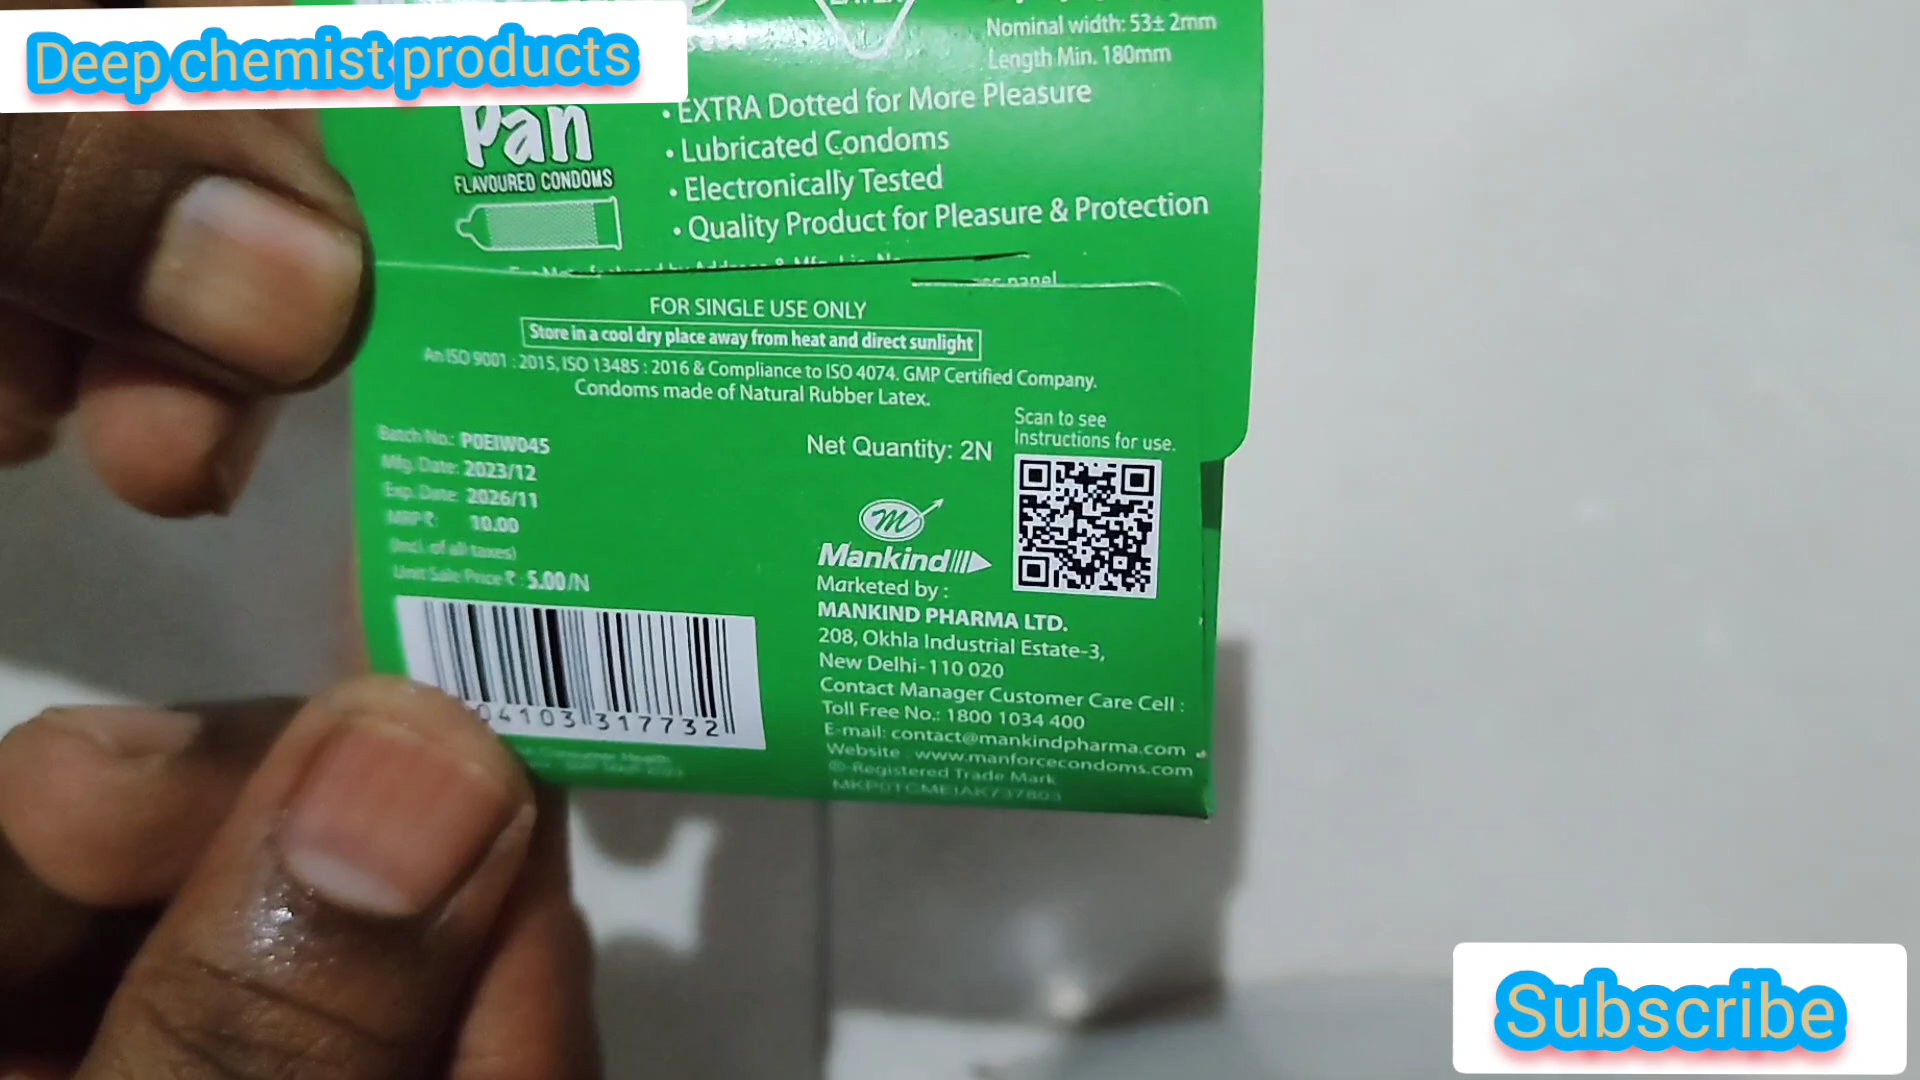 Deep chemist products
Nominal width: 53± 2mm
Length Min. 180mm
Pan
FLAVOURED CONDOMS
• EXTRA Dotted for More Pleasure
• Lubricated Condoms
• Electronically Tested
• Quality Product for Pleasure & Protection
panel
FOR SINGLE USE ONLY
Store in a cool dry place away from heat and direct sunlight
An ISO 9001 : 2015, ISO 13485 : 2016 & Compliance to ISO 4074. GMP Certified Company.
Condoms made of Natural Rubber Latex.
Batch No.: P0EIW045
Mfg. Date: 2023/12
Exp. Date: 2026/11
MRP ₹: 10.00
(Incl. of all taxes)
Unit Sale Price ₹ : 5.00/N
04103 317732
Net Quantity: 2N
Scan to see
Instructions for use.
Mankind
Marketed by :
MANKIND PHARMA LTD.
208, Okhla Industrial Estate-3,
New Delhi-110 020
Contact Manager Customer Care Cell :
Toll Free No.: 1800 1034 400
E-mail: contact@mankindpharma.com
Website : www.manforcecondoms.com
®-Registered Trade Mark
Subscribe